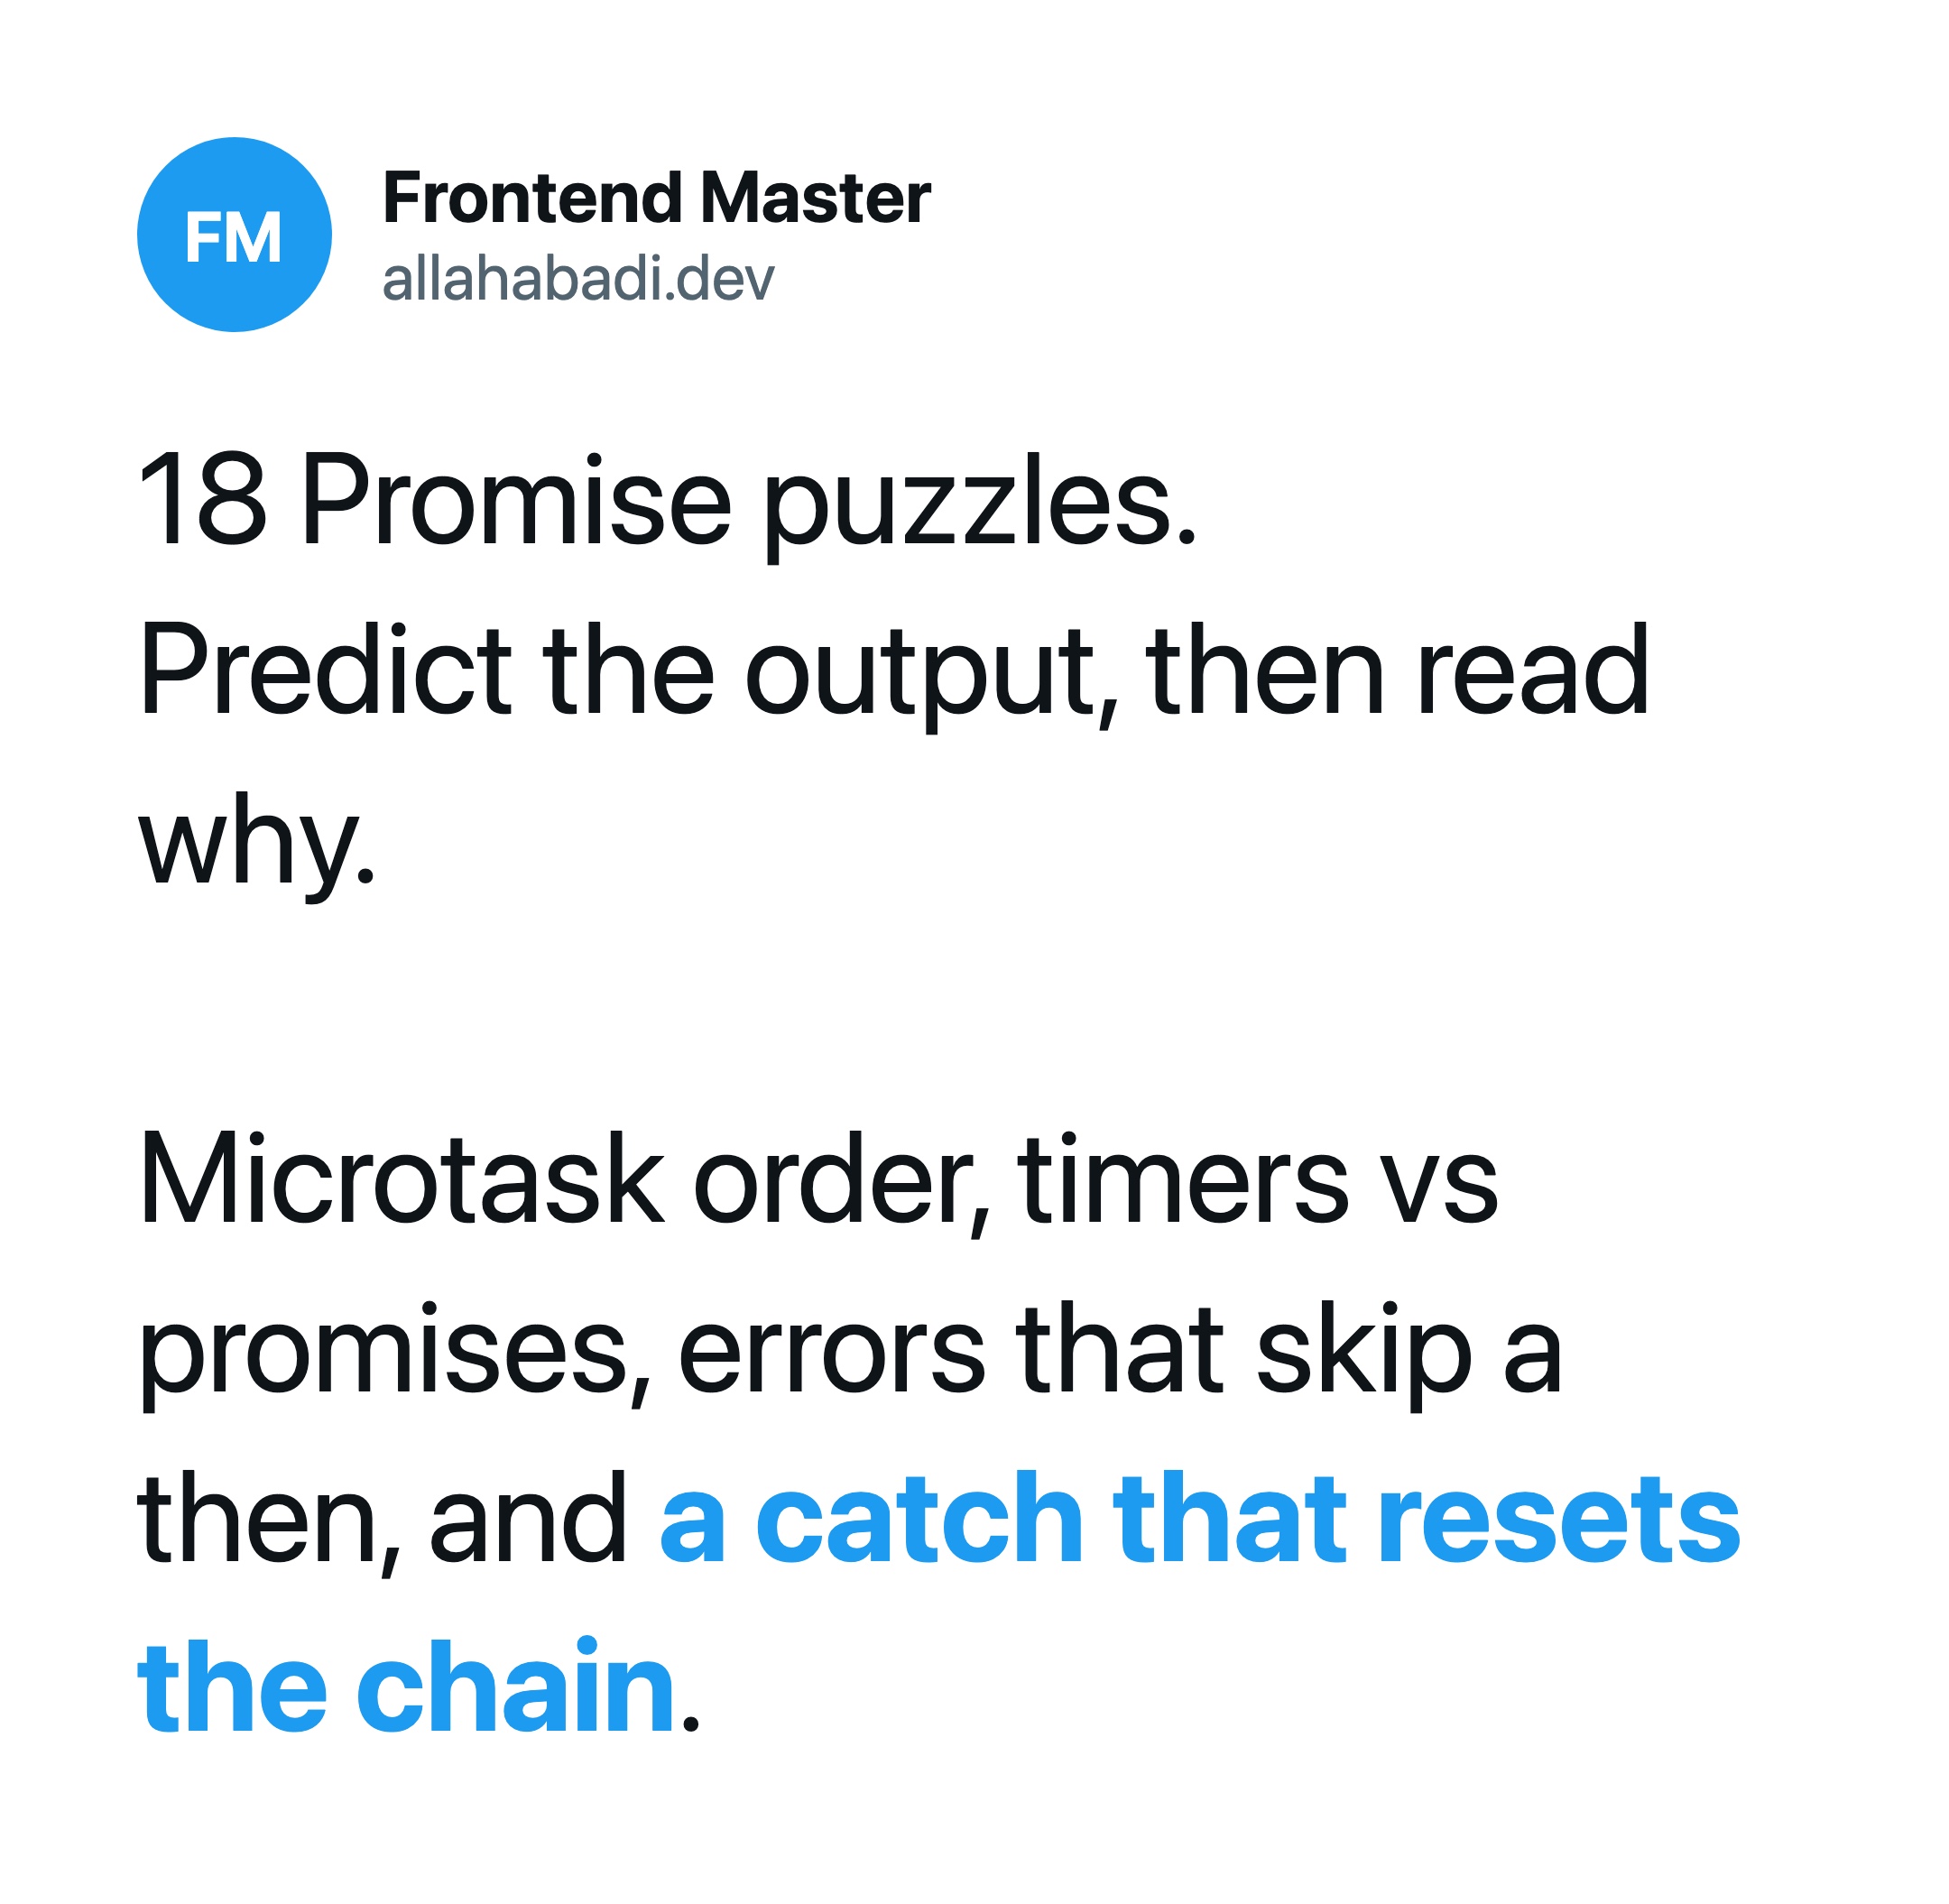 FM
Frontend Master
allahabadi.dev
18 Promise puzzles.
Predict the output, then read
why.
Microtask order, timers vs
promises, errors that skip a
then, and a catch that resets
the chain.